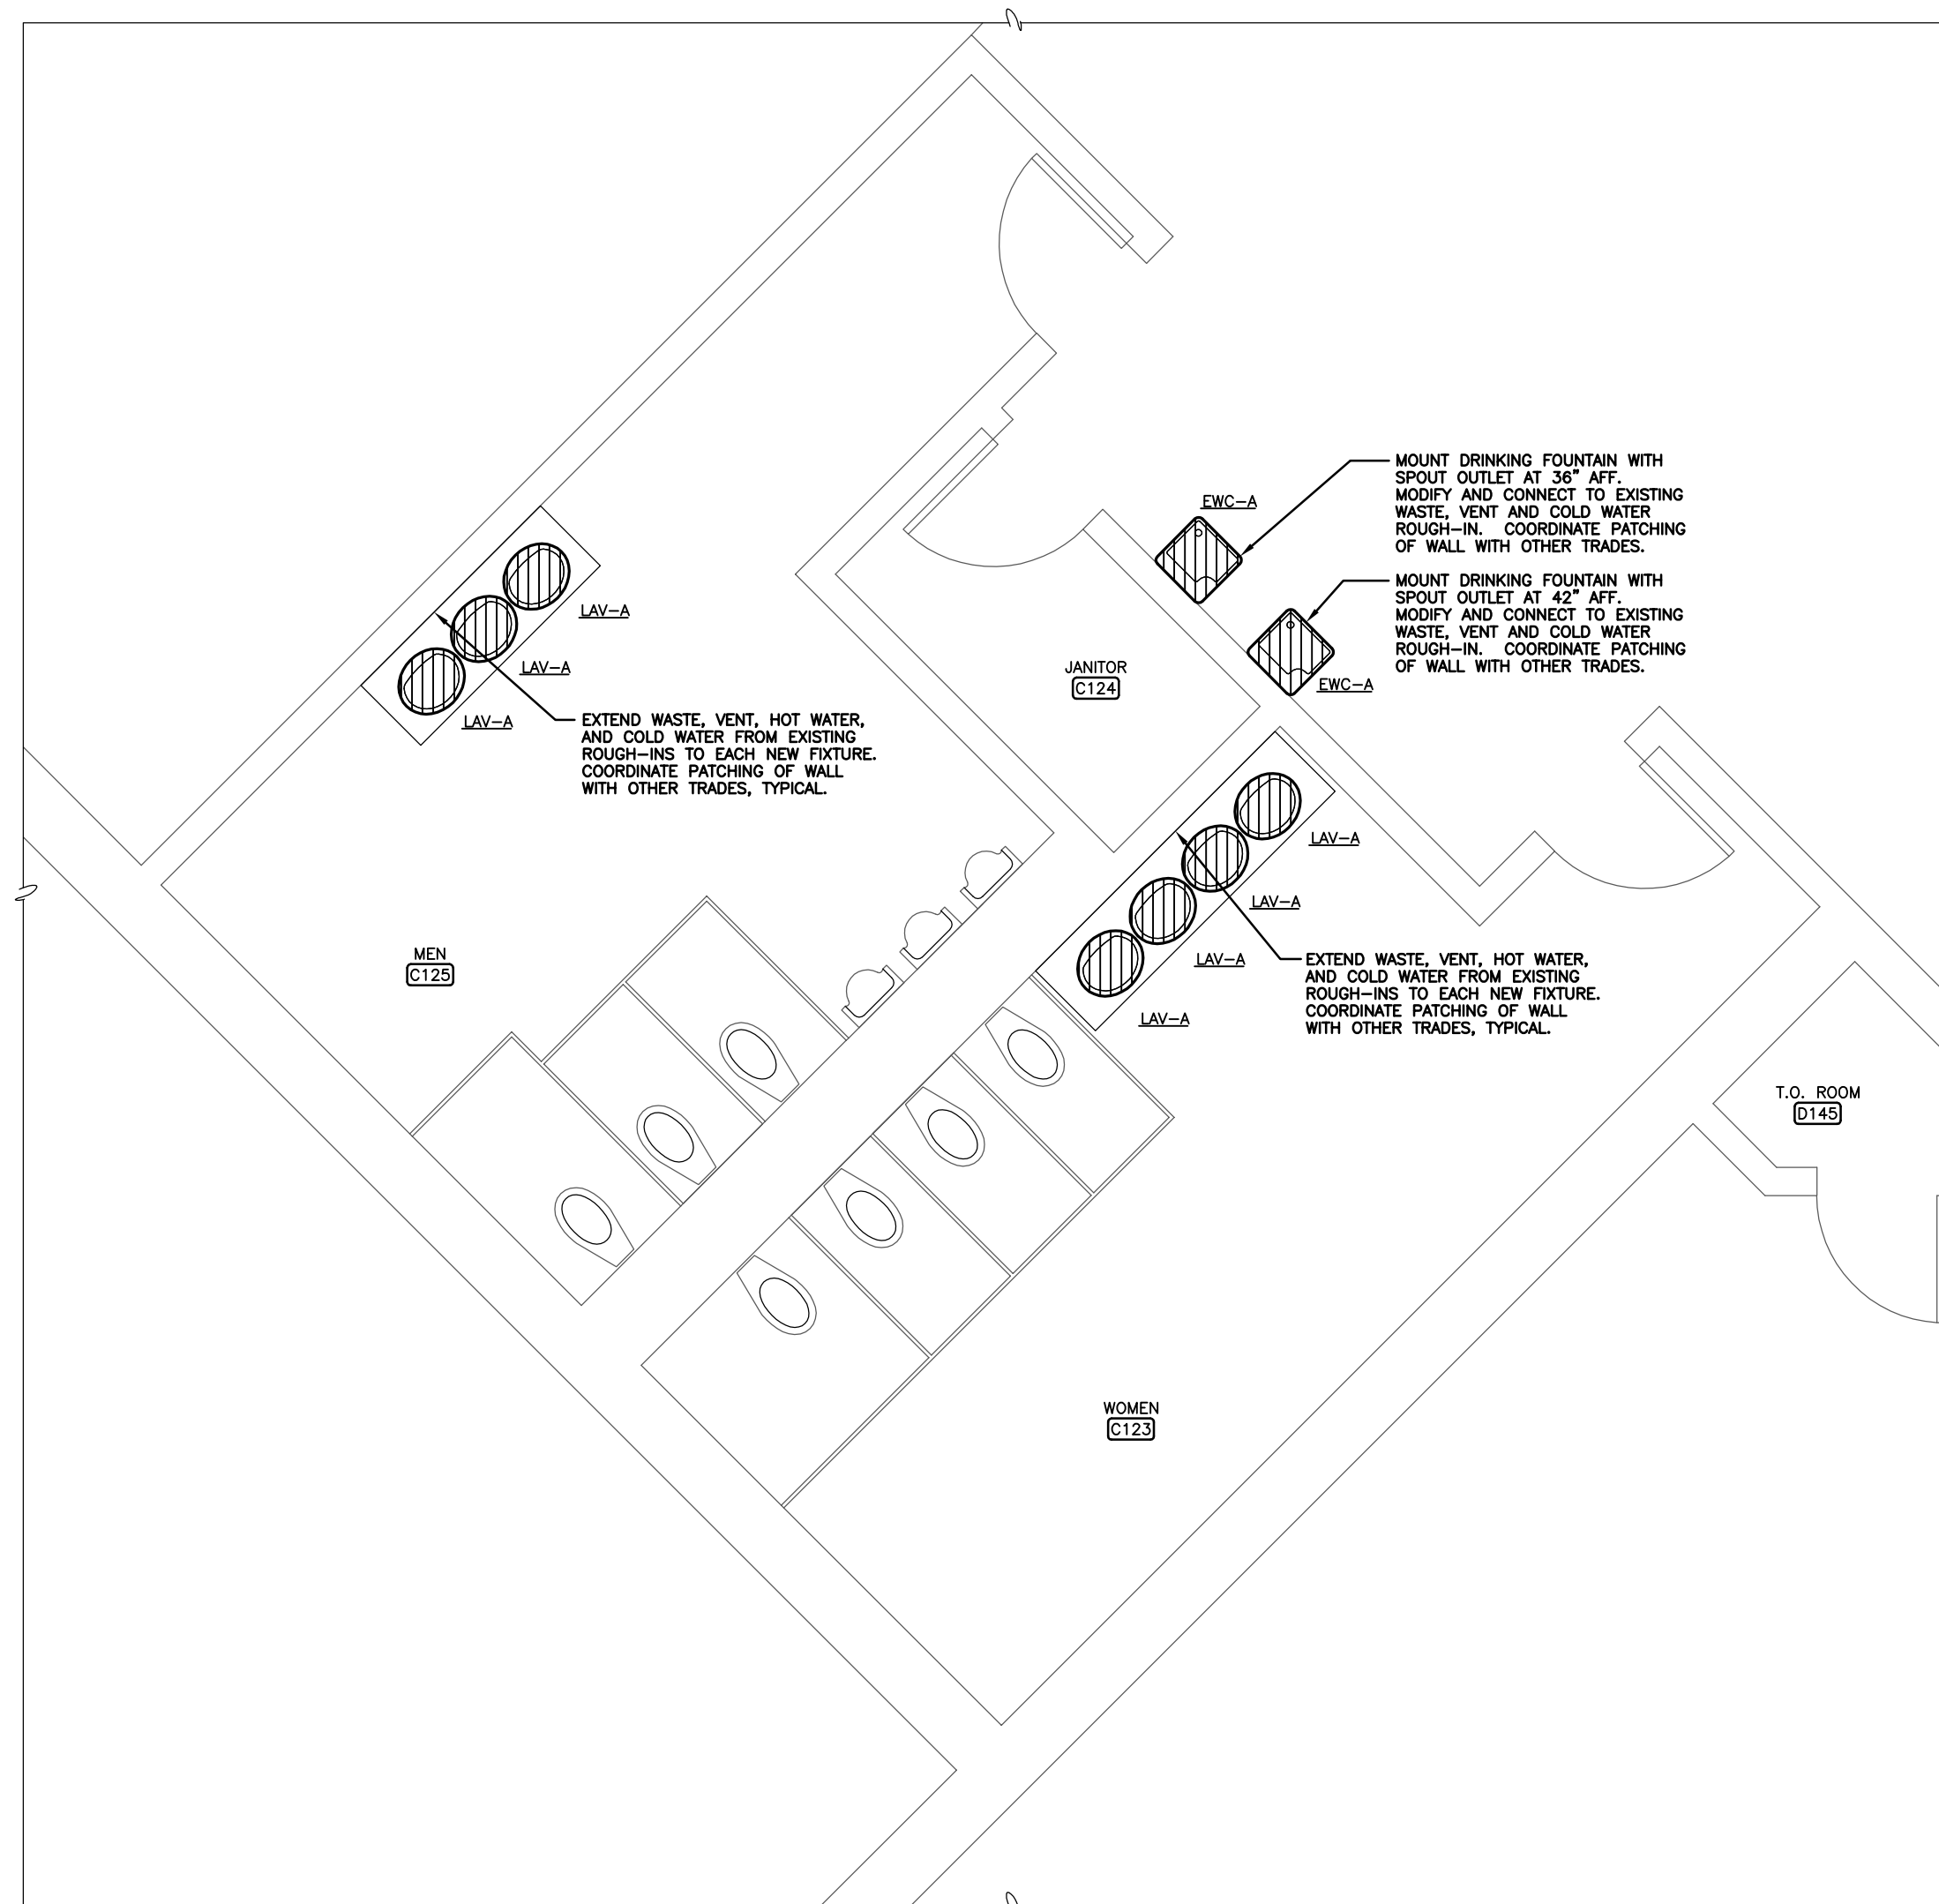 EWC-A
MOUNT DRINKING FOUNTAIN WITH
SPOUT OUTLET AT 36" AFF.
MODIFY AND CONNECT TO EXISTING
WASTE, VENT AND COLD WATER
ROUGH-IN. COORDINATE PATCHING
OF WALL WITH OTHER TRADES.
MOUNT DRINKING FOUNTAIN WITH
SPOUT OUTLET AT 42" AFF.
MODIFY AND CONNECT TO EXISTING
WASTE, VENT AND COLD WATER
ROUGH-IN. COORDINATE PATCHING
OF WALL WITH OTHER TRADES.
EWC-A
LAV-A
LAV-A
LAV-A
JANITOR
C124
EXTEND WASTE, VENT, HOT WATER,
AND COLD WATER FROM EXISTING
ROUGH-INS TO EACH NEW FIXTURE.
COORDINATE PATCHING OF WALL
WITH OTHER TRADES, TYPICAL.
LAV-A
LAV-A
LAV-A
LAV-A
MEN
C125
EXTEND WASTE, VENT, HOT WATER,
AND COLD WATER FROM EXISTING
ROUGH-INS TO EACH NEW FIXTURE.
COORDINATE PATCHING OF WALL
WITH OTHER TRADES, TYPICAL.
T.O. ROOM
D145
WOMEN
C123